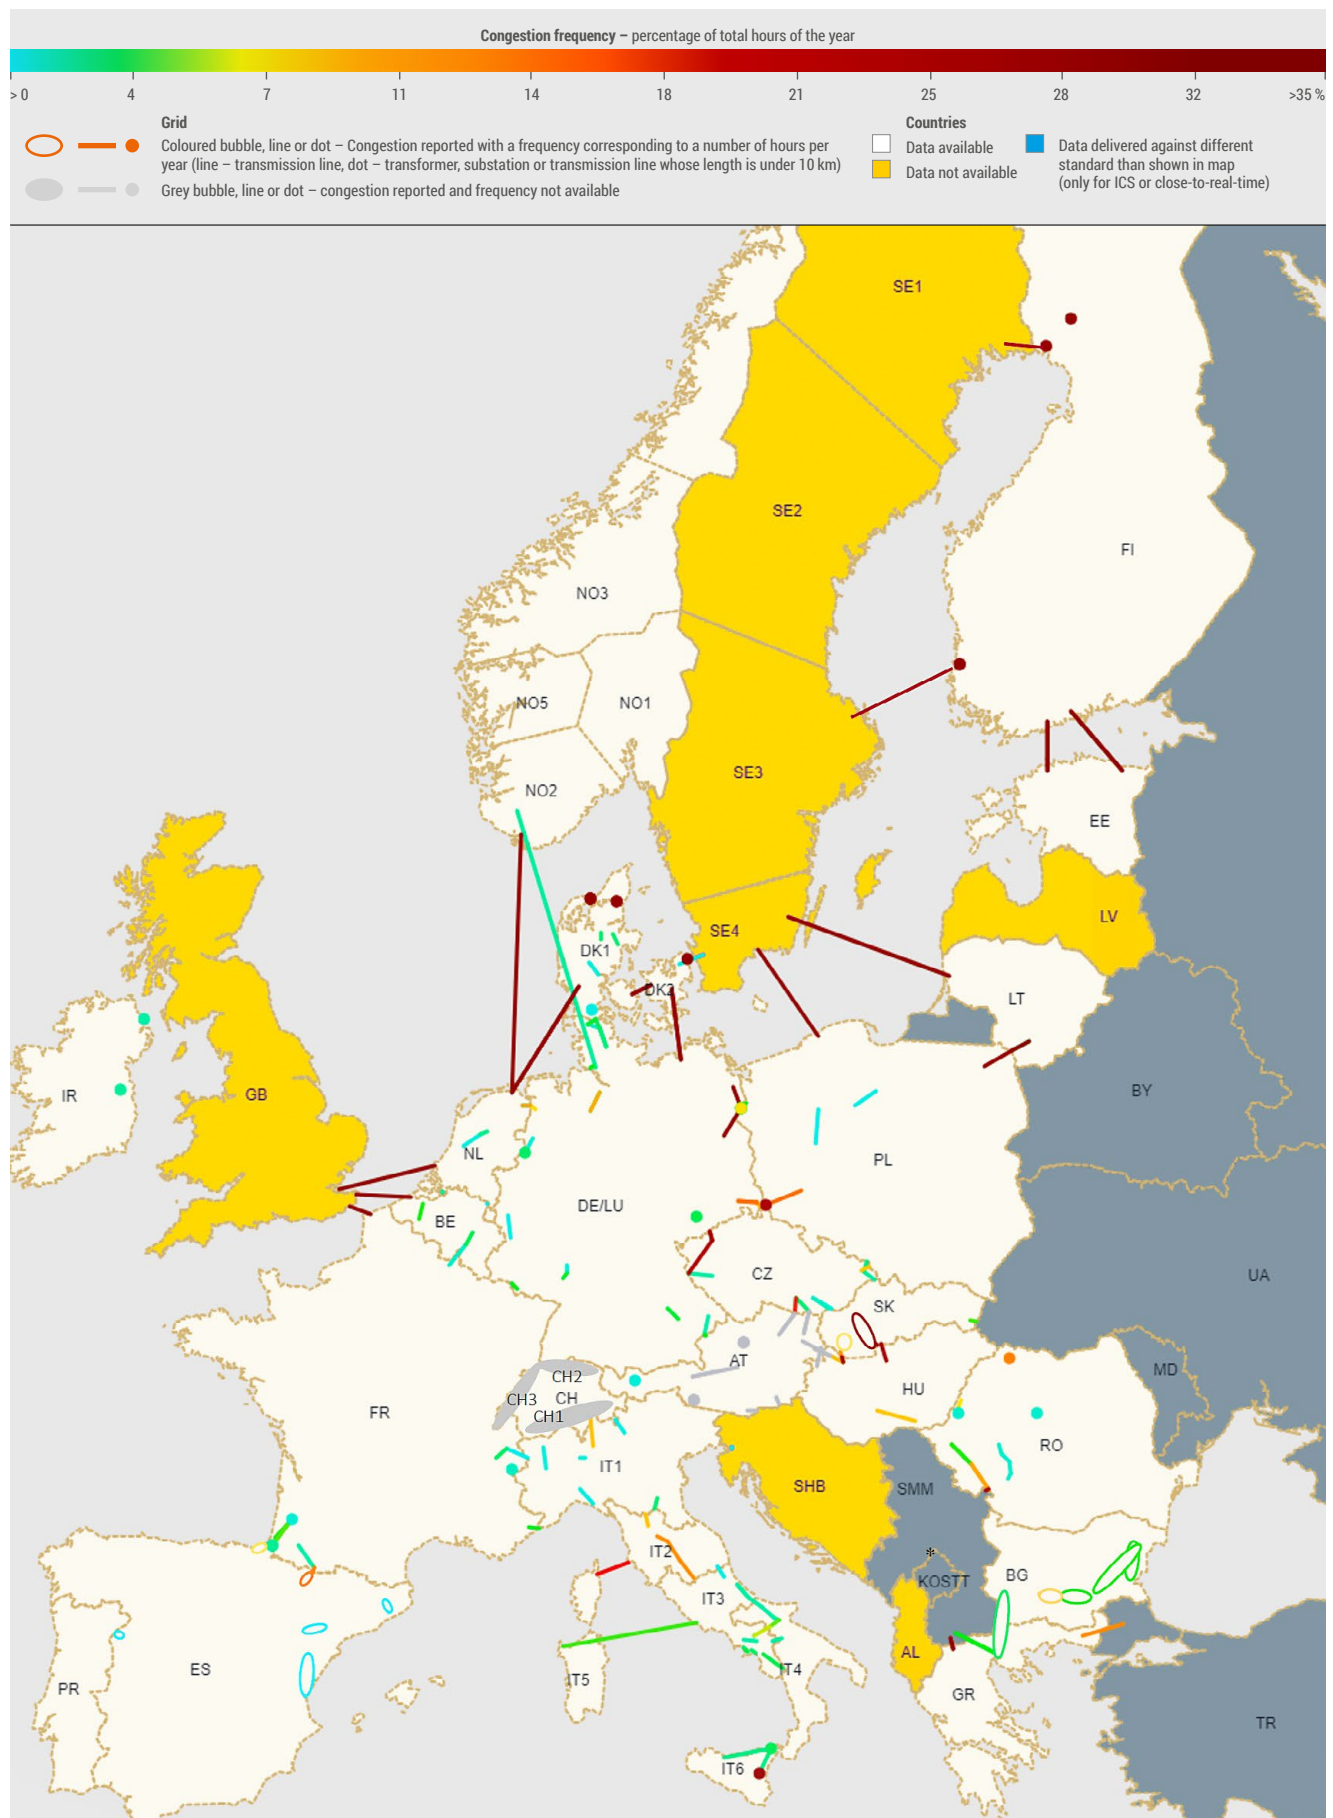 Congestion frequency – percentage of total hours of the year
> 0 4 7 11 14 18 21 25 28 32 >35 %
Grid
Coloured bubble, line or dot – Congestion reported with a frequency corresponding to a number of hours per
year (line – transmission line, dot – transformer, substation or transmission line whose length is under 10 km)
Grey bubble, line or dot – congestion reported and frequency not available
Countries
Data available
Data not available
Data delivered against different
standard than shown in map
(only for ICS or close-to-real-time)
SE1
SE2
FI
NO3
NO5
NO1
SE3
NO2
EE
LV
SE4
DK1
DK2
LT
IR
GB
BY
NL
PL
DE/LU
BE
CZ
UA
SK
AT
MD
CH2
CH
CH3
CH1
HU
FR
RO
IT1
SHB
SMM
IT2
*
KOSTT
BG
IT3
ES
AL
IT4
IT5
PR
GR
TR
IT6